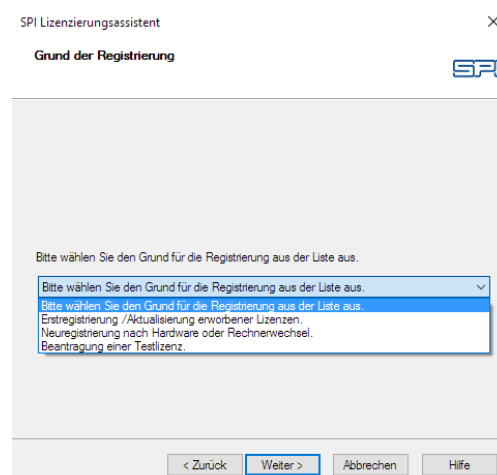 SPI Lizenzierungsassistent
Grund der Registrierung
SPI
Bitte wählen Sie den Grund für die Registrierung aus der Liste aus.
Bitte wählen Sie den Grund für die Registrierung aus der Liste aus.
Bitte wählen Sie den Grund für die Registrierung aus der Liste aus.
Erstregistrierung /Aktualisierung erworbener Lizenzen.
Neuregistrierung nach Hardware oder Rechnerwechsel.
Beantragung einer Testlizenz.
< Zurück Weiter > Abbrechen Hilfe